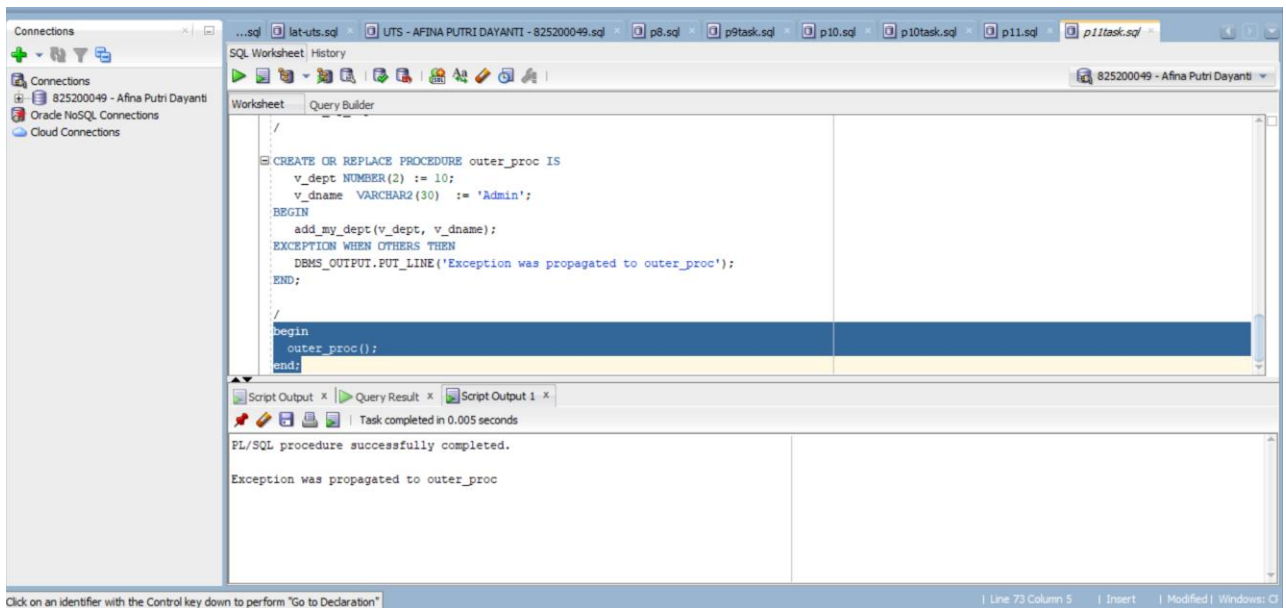 Connections
Connections
825200049 - Afina Putri Dayanti
Oracle NoSQL Connections
Cloud Connections
...sql lat-uts.sql UTS - AFINA PUTRI DAYANTI - 825200049.sql p8.sql p9task.sql p10.sql p10task.sql p11.sql p11task.sql
SQL Worksheet History
825200049 - Afina Putri Dayanti
Worksheet Query Builder
/
CREATE OR REPLACE PROCEDURE outer_proc IS
v_dept NUMBER(2) := 10;
v_dname VARCHAR2(30) := 'Admin';
BEGIN
add_my_dept(v_dept, v_dname);
EXCEPTION WHEN OTHERS THEN
DBMS_OUTPUT.PUT_LINE('Exception was propagated to outer_proc');
END;
/
begin
outer_proc();
end;
Script Output x Query Result x Script Output 1 x
Task completed in 0.005 seconds
PL/SQL procedure successfully completed.
Exception was propagated to outer_proc
Click on an identifier with the Control key down to perform "Go to Declaration"
| Line 73 Column 5 | Insert | Modified | Windows: